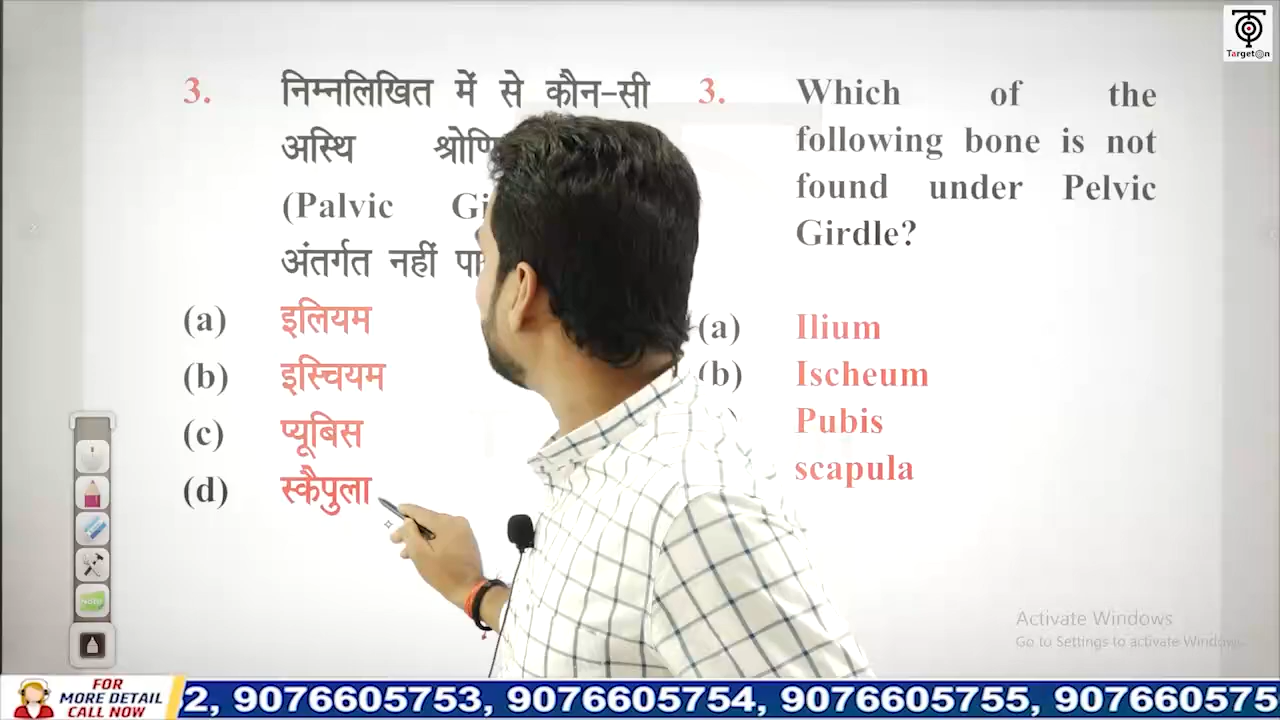 TargetOn
3. निम्नलिखित में से कौन-सी
अस्थि
(Palvic
अंतर्गत नहीं
(a) इलियम
(b) इस्चियम
(c) प्यूबिस
(d) स्कैपुला
3. Which of the
following bone is not
found under Pelvic
Girdle?
(a) Ilium
(b) Ischeum
Pubis
scapula
Activate Windows
Go to Settings to activate Windows.
FOR
MORE DETAIL
CALL NOW
2, 9076605753, 9076605754, 9076605755, 907660575